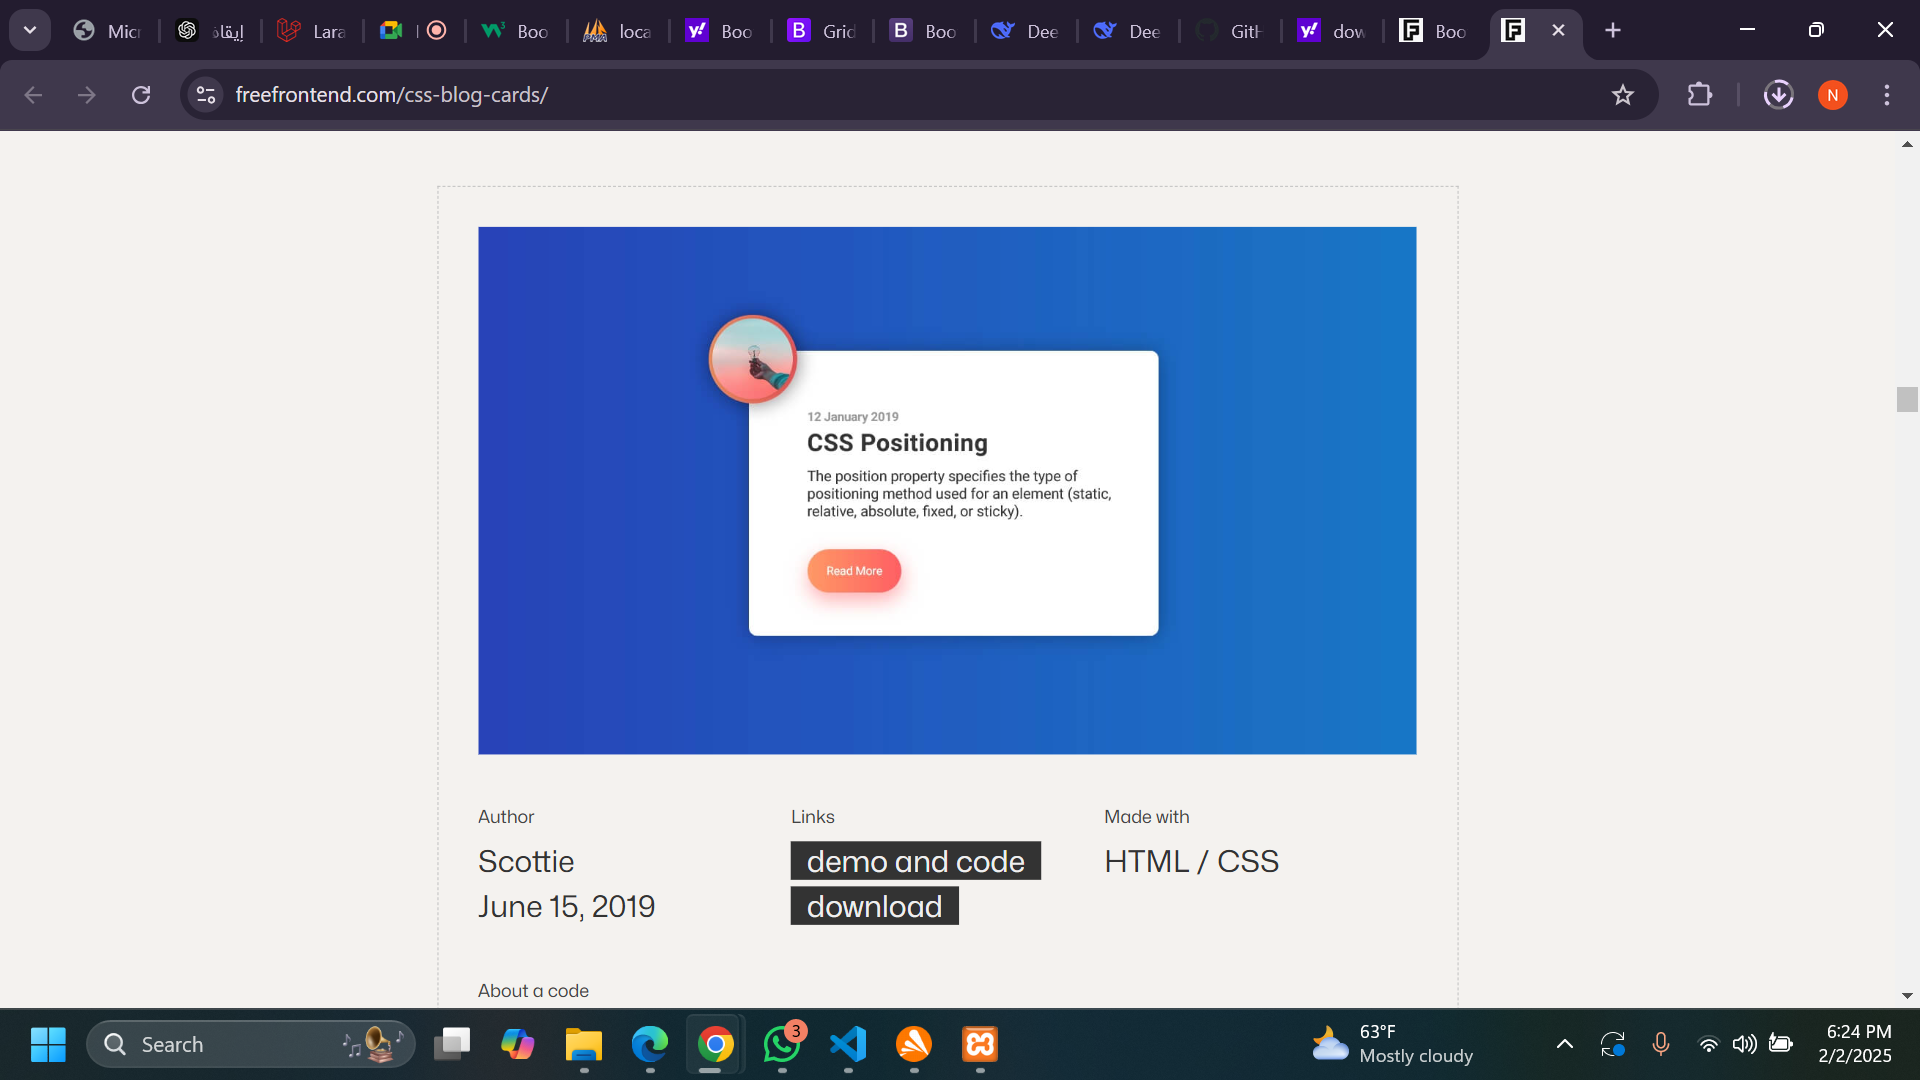 Micr
إيقاف
Lara
Boo
loca
Boo
Grid
Boo
Dee
Dee
GitH
dow
Boo
freefrontend.com/css-blog-cards/
N
12 January 2019
CSS Positioning
The position property specifies the type of
positioning method used for an element (static,
relative, absolute, fixed, or sticky).
Read More
Author
Links
Made with
Scottie
demo and code
HTML / CSS
June 15, 2019
download
About a code
Search
3
63°F
Mostly cloudy
6:24 PM
2/2/2025